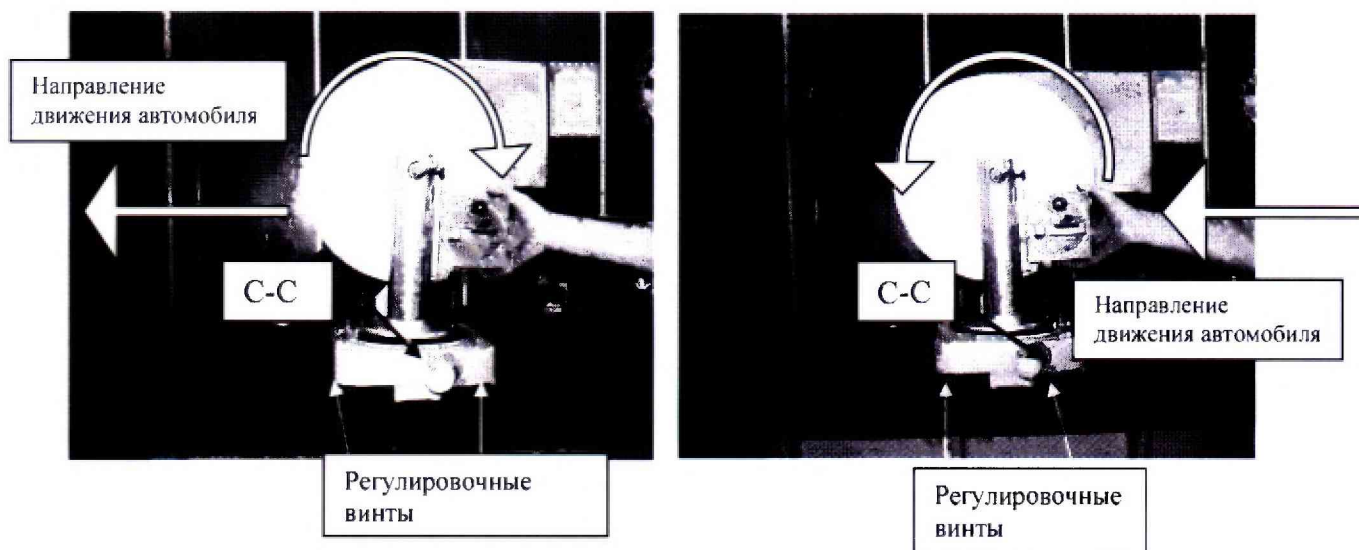 Направление
движения автомобиля
С-С
Регулировочные
винты
С-С
Направление
движения автомобиля
Регулировочные
винты